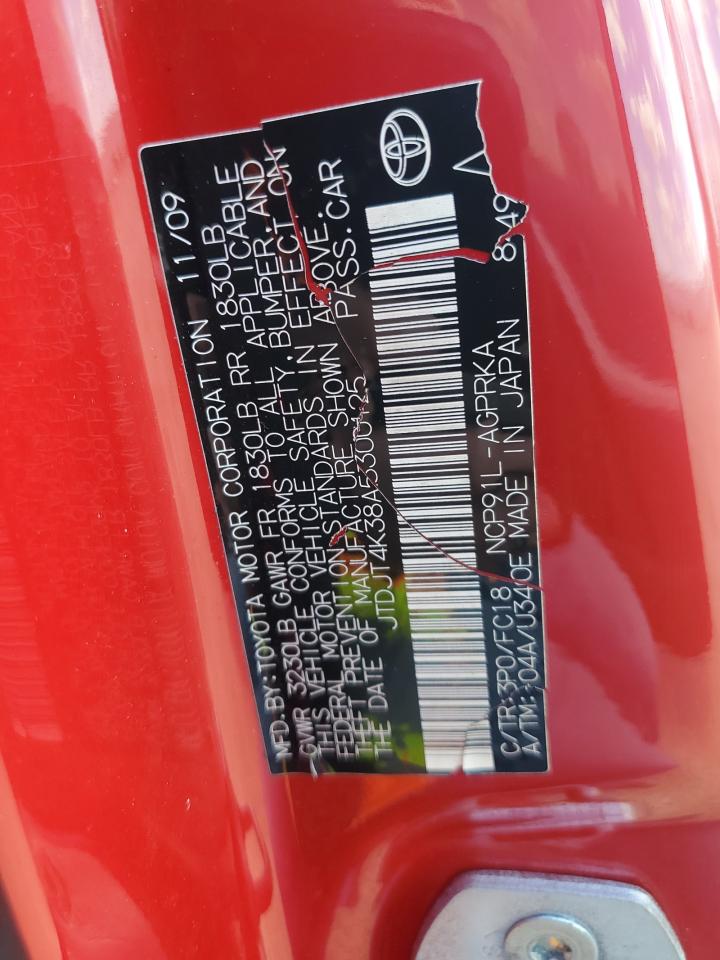 MFD.BY:TOYOTA MOTOR CORPORATION 11/09
GVWR 3230LB GAWR FR 1830LB RR 1830LB
THIS VEHICLE CONFORMS TO ALL APPLICABLE
FEDERAL MOTOR VEHICLE SAFETY, BUMPER, AND
THEFT PREVENTION STANDARDS IN EFFECT ON
THE DATE OF MANUFACTURE SHOWN ABOVE.
PASS.CAR
C/TR:3P0/FC18 NCP91L-AGPRKA 849
A/TM: /U340E MADE IN JAPAN